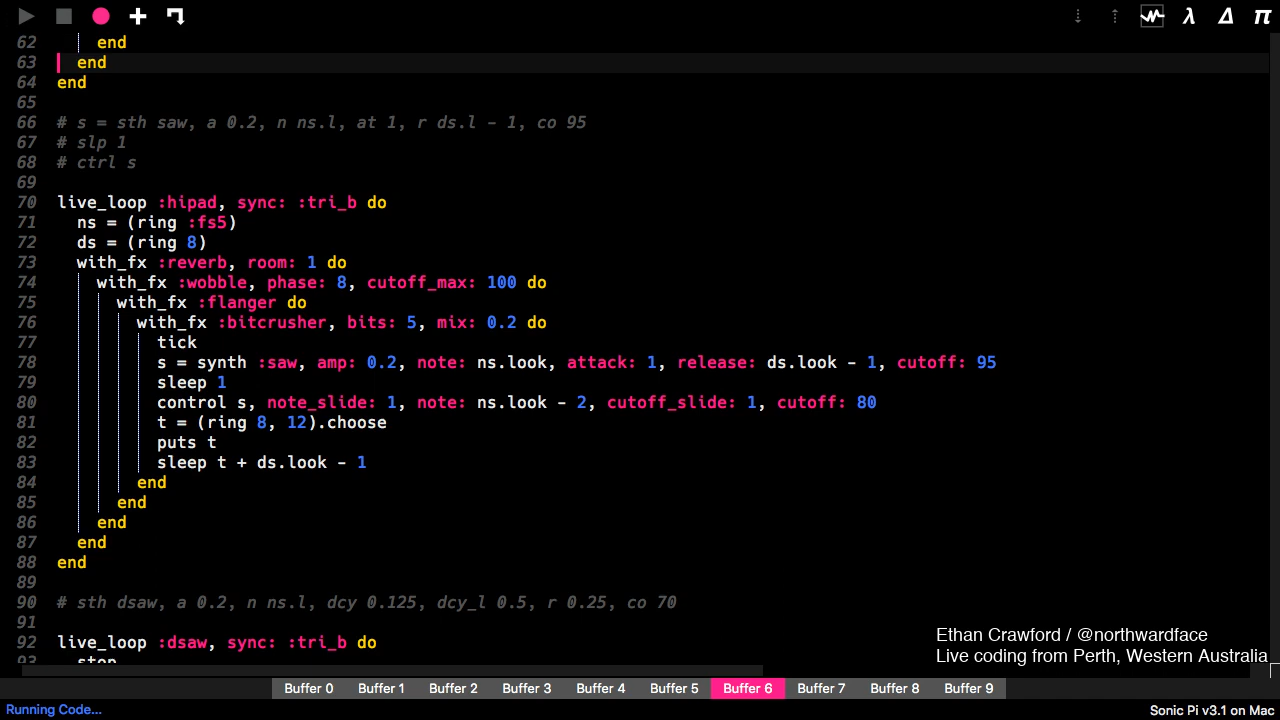 λ Δ π
62 end
63 end
64 end
65
66 # s = sth saw, a 0.2, n ns.l, at 1, r ds.l - 1, co 95
67 # slp 1
68 # ctrl s
69
70 live_loop :hipad, sync: :tri_b do
71 ns = (ring :fs5)
72 ds = (ring 8)
73 with_fx :reverb, room: 1 do
74 with_fx :wobble, phase: 8, cutoff_max: 100 do
75 with_fx :flanger do
76 with_fx :bitcrusher, bits: 5, mix: 0.2 do
77 tick
78 s = synth :saw, amp: 0.2, note: ns.look, attack: 1, release: ds.look - 1, cutoff: 95
79 sleep 1
80 control s, note_slide: 1, note: ns.look - 2, cutoff_slide: 1, cutoff: 80
81 t = (ring 8, 12).choose
82 puts t
83 sleep t + ds.look - 1
84 end
85 end
86 end
87 end
88 end
89
90 # sth dsaw, a 0.2, n ns.l, dcy 0.125, dcy_l 0.5, r 0.25, co 70
91
92 live_loop :dsaw, sync: :tri_b do
93 stop
Ethan Crawford / @northwardface
Live coding from Perth, Western Australia
Buffer 0 Buffer 1 Buffer 2 Buffer 3 Buffer 4 Buffer 5 Buffer 6 Buffer 7 Buffer 8 Buffer 9
Running Code...
Sonic Pi v3.1 on Mac